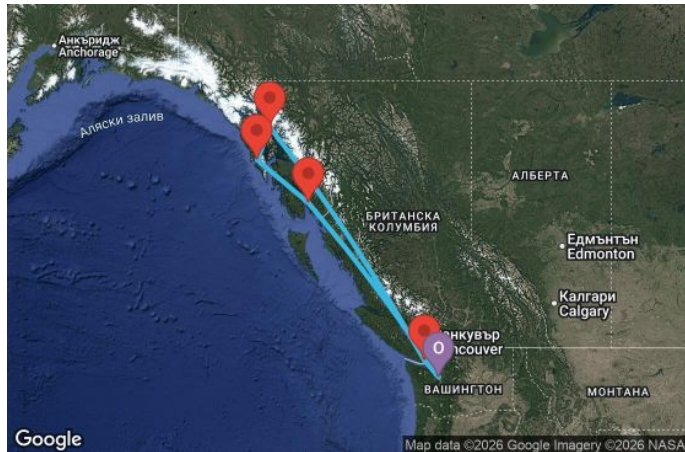 Анкъридж
Anchorage
Аляски залив
АЛБЕРТА
БРИТАНСКА
КОЛУМБИЯ
Едмънтън
Edmonton
Калгари
Calgary
нкувър
ncouver
O
ВАШИНГТОН
МОНТАНА
Google
Map data ©2026 Google Imagery ©2026 NASA